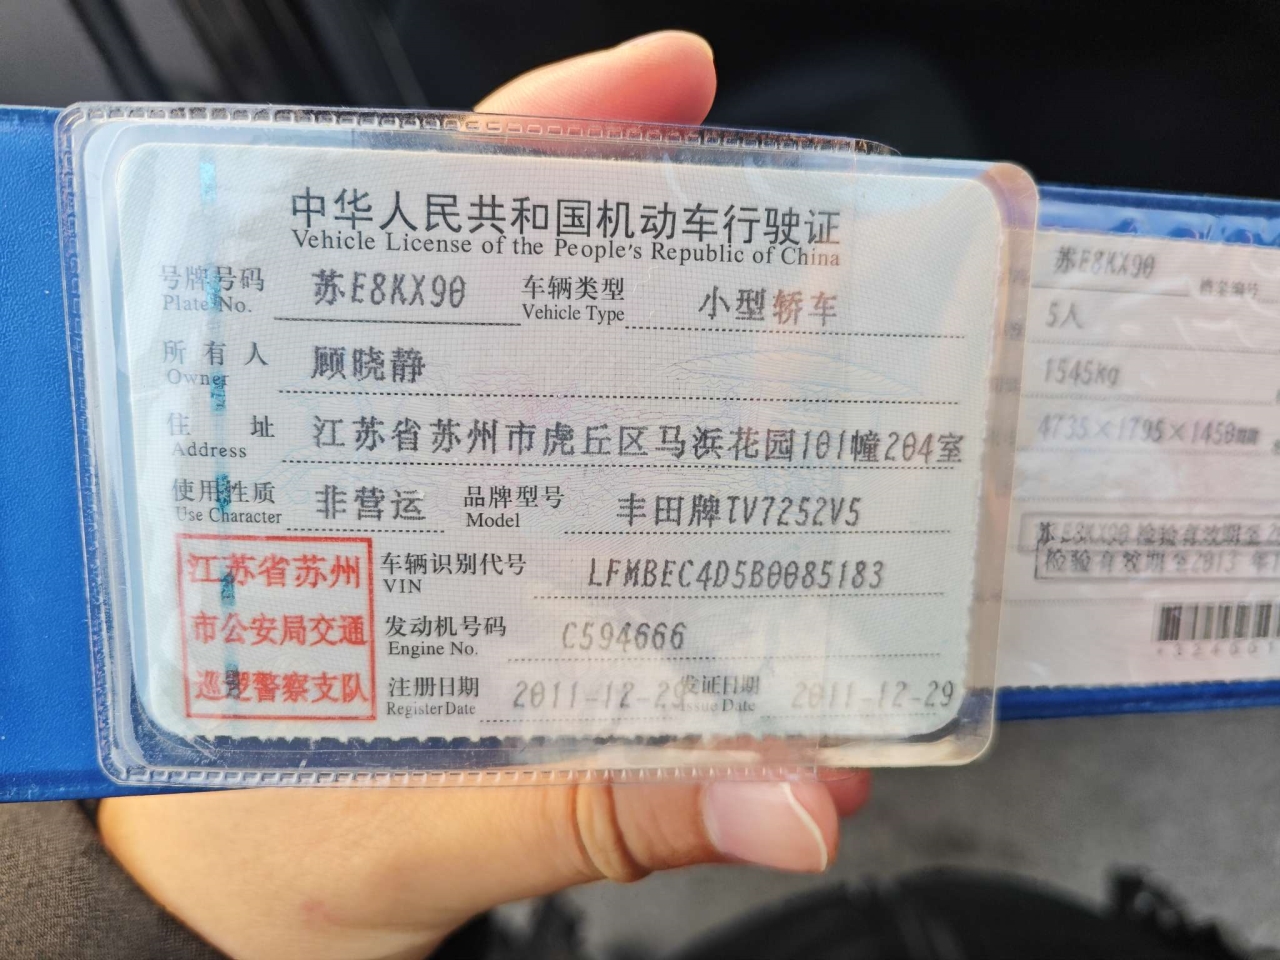 中华人民共和国机动车行驶证
Vehicle License of the People's Republic of China
号牌号码 苏E8KX90 车辆类型 小型轿车
Plate No. Vehicle Type
所有人 顾晓静
Owner
住址 江苏省苏州市虎丘区马浜花园101幢204室
Address
使用性质 非营运 品牌型号 丰田牌TV7252V5
Use Character Model
车辆识别代号 LFMBEC4D5B0085183
VIN
发动机号码 C594666
Engine No.
注册日期 2011-12-29 发证日期 2011-12-29
Register Date Issue Date
江苏省苏州
市公安局交通
巡逻警察支队
苏E8KX90
档案编号
5人
1545kg
4735×1795×1450mm
苏E8KX90 检验有效期至2
检验有效期至2013年1